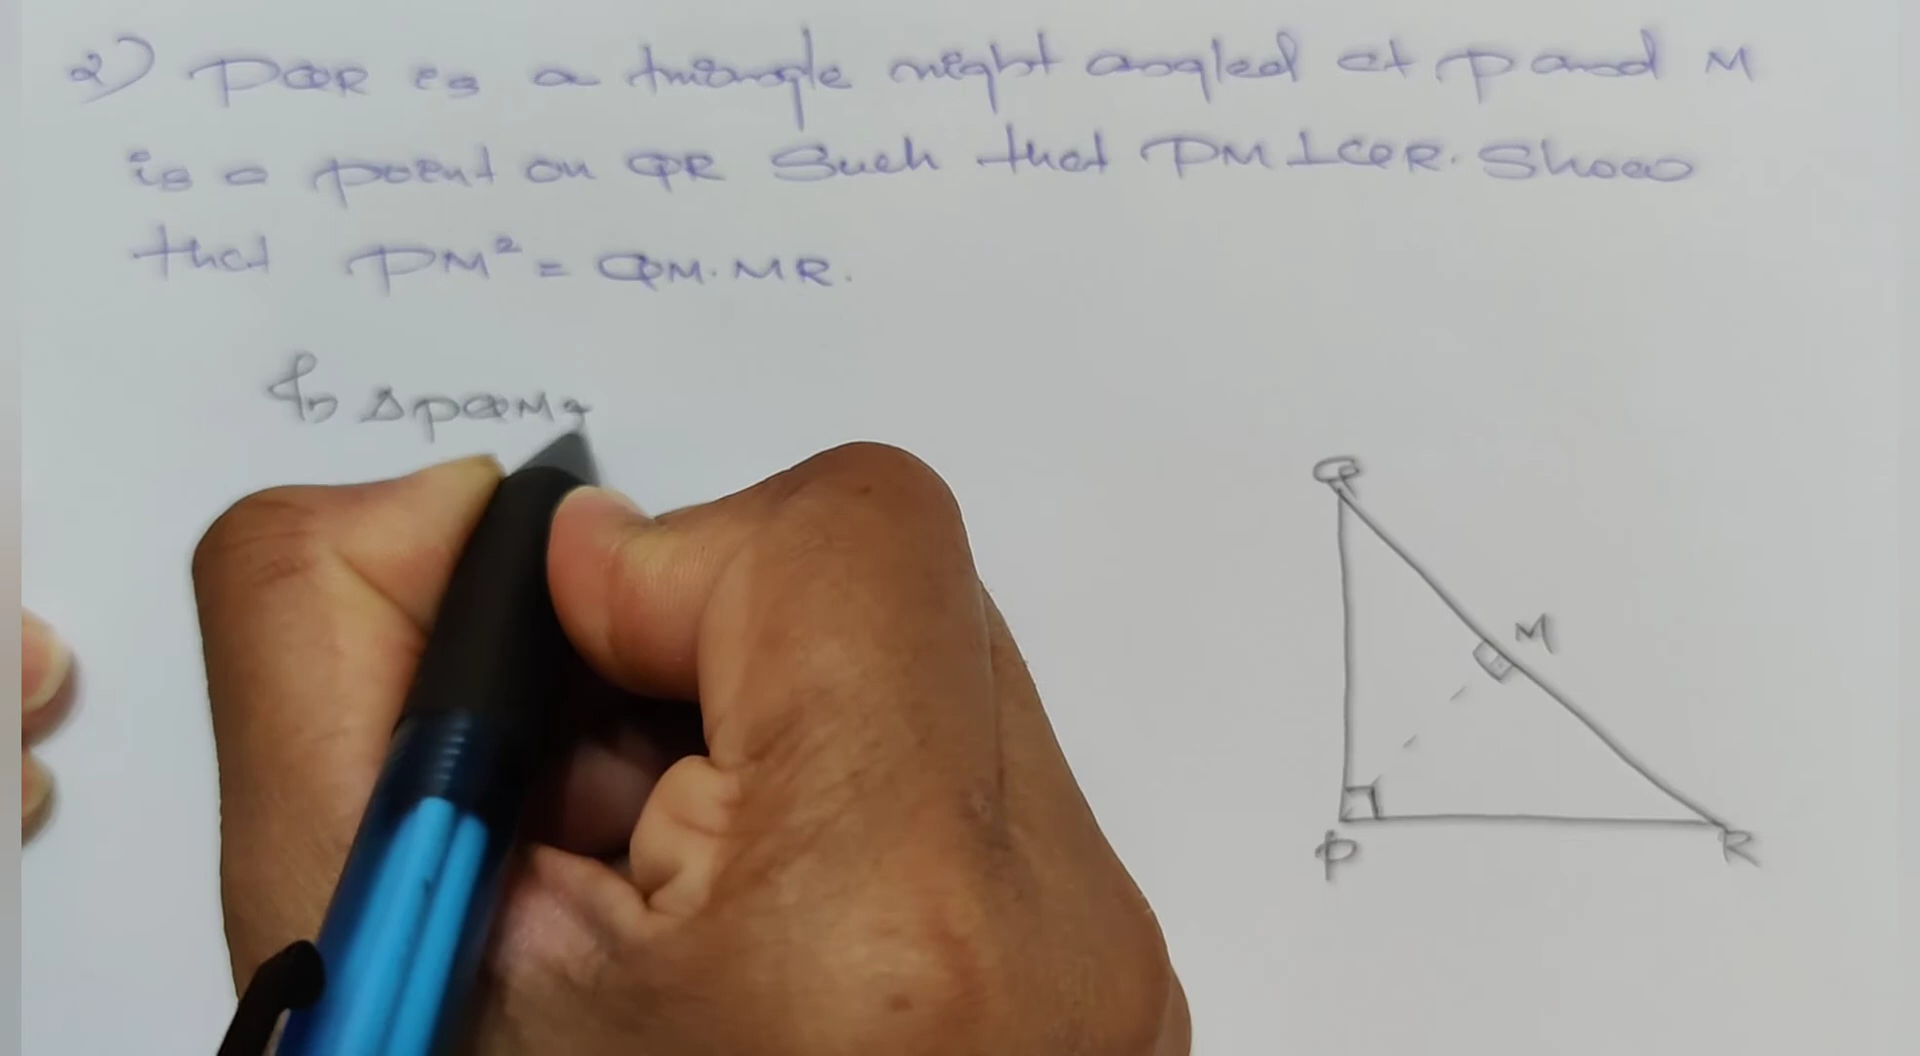 2) PQR is a triangle right angled at P and M
is a point on QR such that PM ⊥ QR. Show
that PM² = QM.MR.
In ΔPQM,
Q
M
P
R